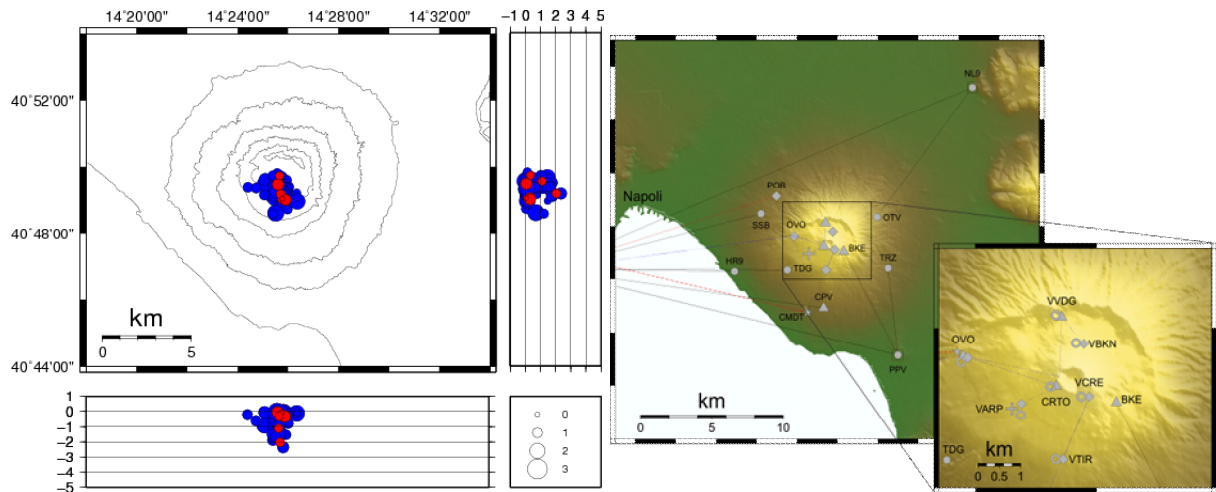 14°20'00" 14°24'00" 14°28'00" 14°32'00"
−1 0 1 2 3 4 5
40°52'00"
40°48'00"
40°44'00"
km
0 5
1
0
−1
−2
−3
−4
−5
0
1
2
3
NL9
Napoli
POB
SSB
OVO
OTV
BKE
HR9
TDG
TRZ
CPV
CMDT
PPV
km
0 5 10
VVDG
OVO
VBKN
VCRE
CRTO
BKE
VARP
km
0 0.5 1
TDG
VTIR